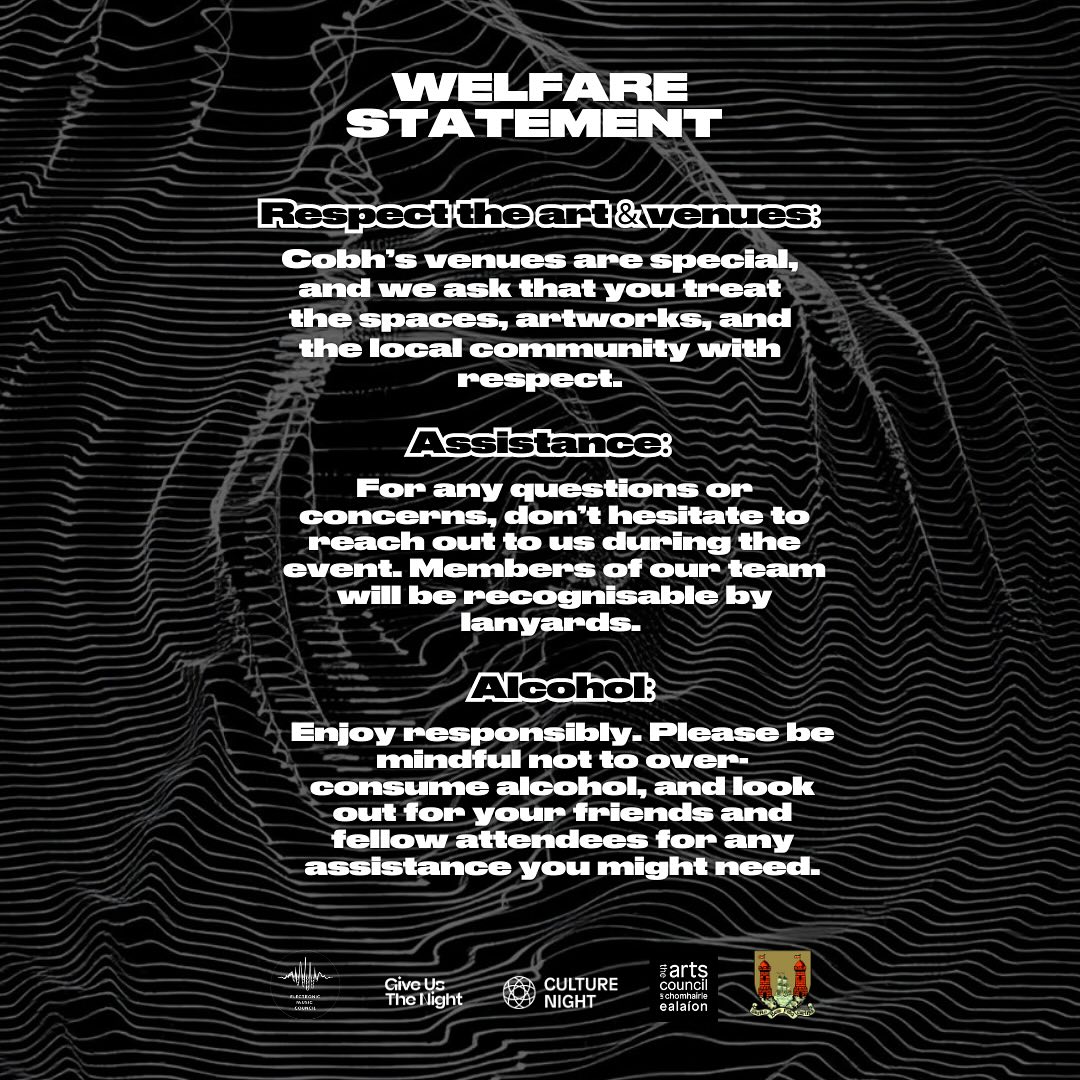 WELFARE
STATEMENT
Respect the art & venues:
Cobh's venues are special,
and we ask that you treat
the spaces, artworks, and
the local community with
respect.
Assistance:
For any questions or
concerns, don't hesitate to
reach out to us during the
event. Members of our team
will be recognisable by
lanyards.
Alcohol:
Enjoy responsibly. Please be
mindful not to over-
consume alcohol, and look
out for your friends and
fellow attendees for any
assistance you might need.
ELECTRONIC
MUSIC
COUNCIL
Give Us
The Night
CULTURE
NIGHT
the arts
council
chomhairle
ealaíon